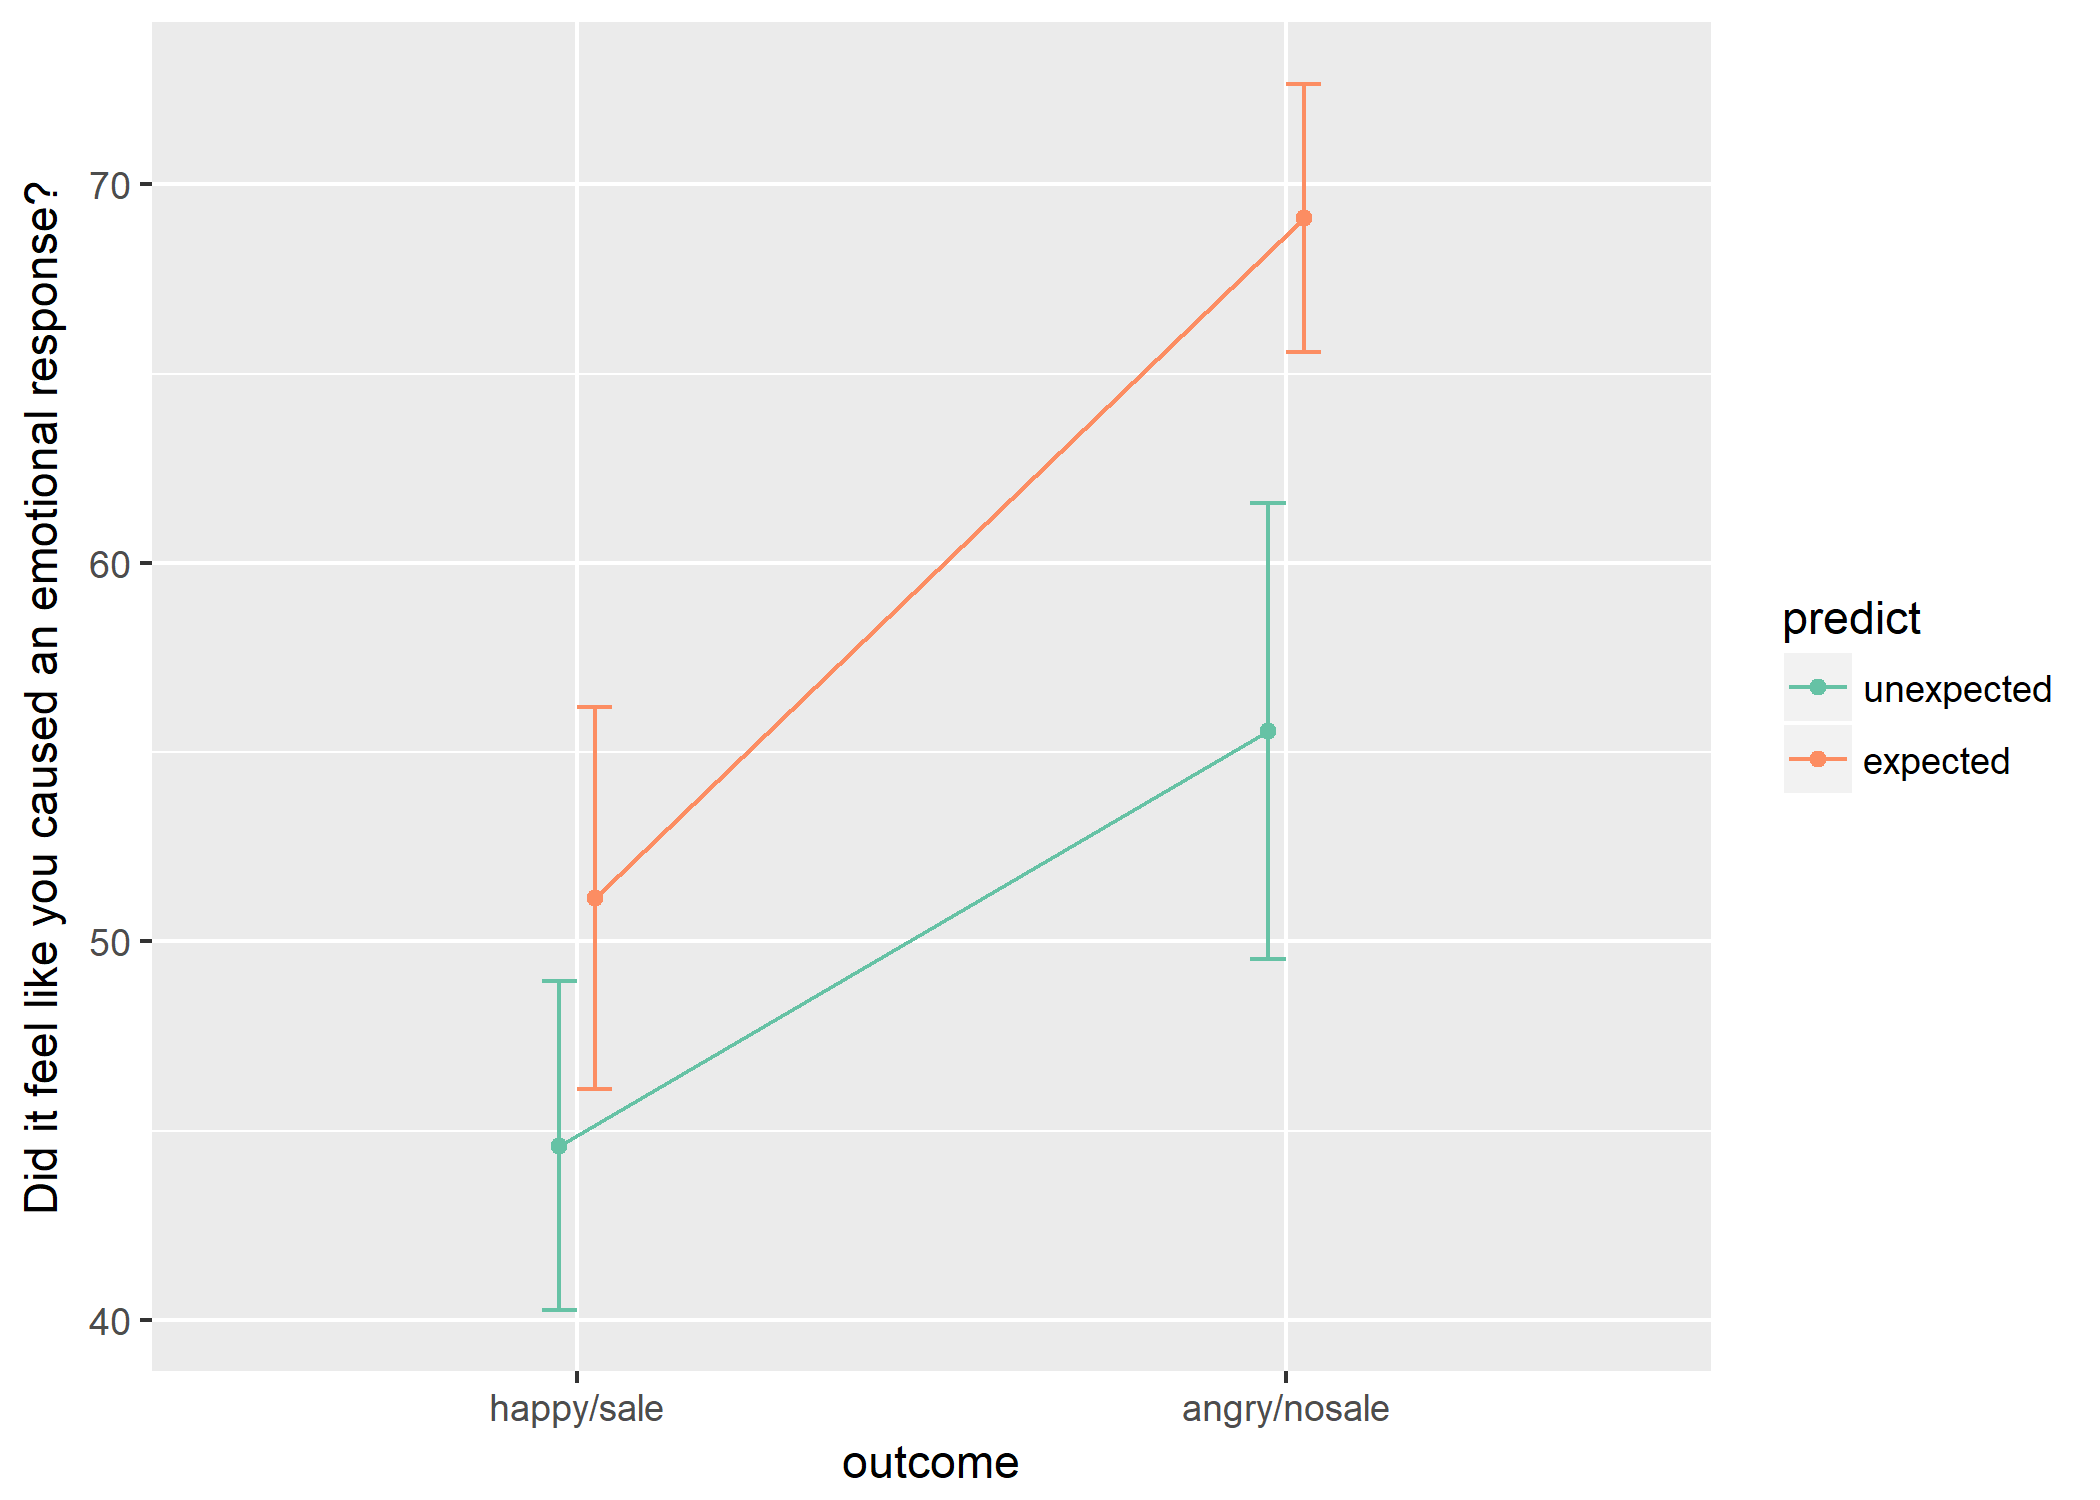 Did it feel like you caused an emotional response?
70
60
50
40
happy/sale
angry/nosale
outcome
predict
unexpected
expected